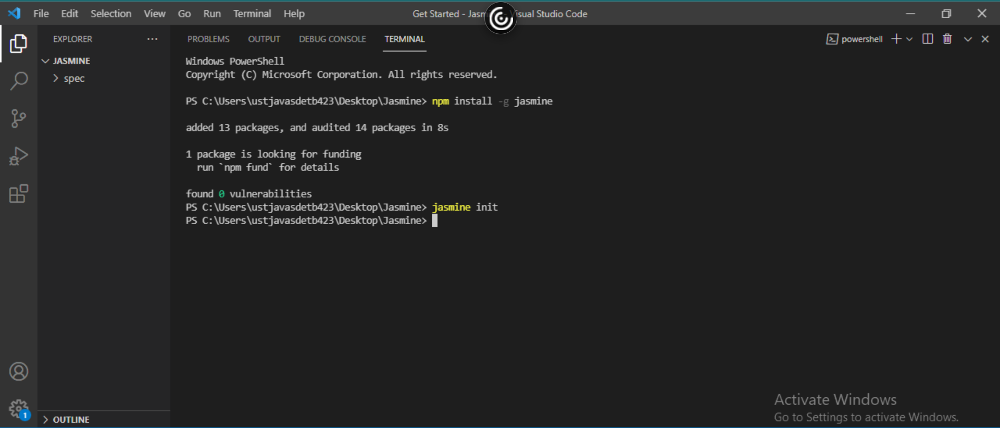 File Edit Selection View Go Run Terminal Help Get Started - Jasm isual Studio Code
EXPLORER ··· PROBLEMS OUTPUT DEBUG CONSOLE TERMINAL powershell
JASMINE
spec
Windows PowerShell
Copyright (C) Microsoft Corporation. All rights reserved.
PS C:\Users\ustjavasdetb423\Desktop\Jasmine> npm install -g jasmine
added 13 packages, and audited 14 packages in 8s
1 package is looking for funding
run `npm fund` for details
found 0 vulnerabilities
PS C:\Users\ustjavasdetb423\Desktop\Jasmine> jasmine init
PS C:\Users\ustjavasdetb423\Desktop\Jasmine>
1
OUTLINE
Activate Windows
Go to Settings to activate Windows.